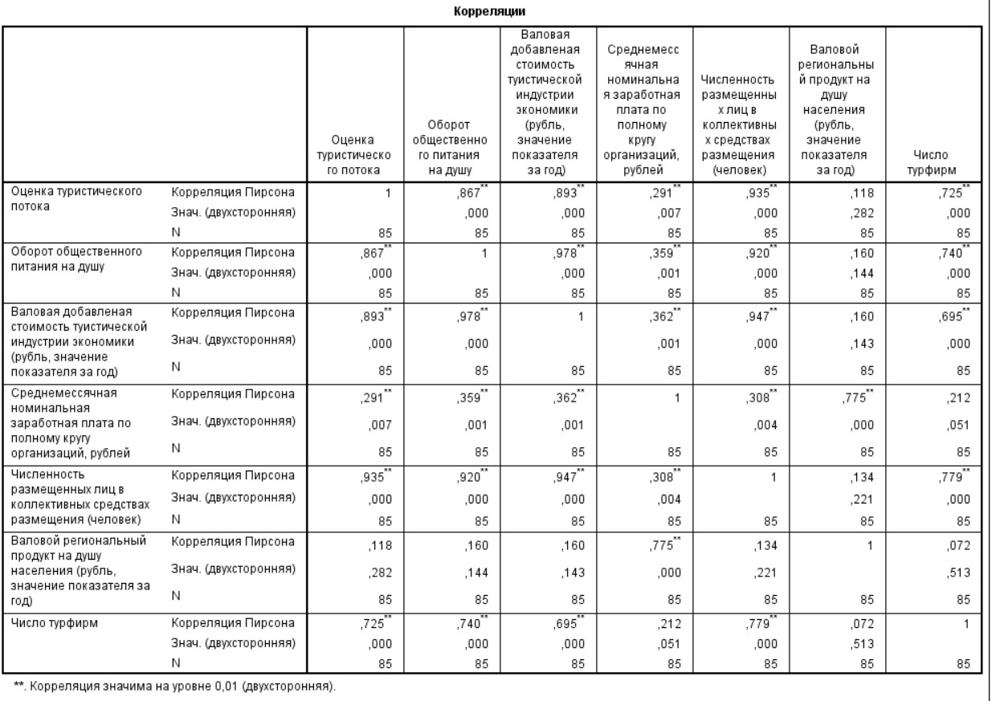 Корреляции
Оценка
туристическо
го потока
Оборот
общественно
го питания
на душу
Валовая
добавленая
стоимость
туистической
индустрии
экономики
(рубль,
значение
показателя
за год)
Среднемесс
ячная
номинальна
я заработная
плата по
полному
кругу
организаций,
рублей
Численность
размещенны
х лиц в
коллективны
х средствах
размещения
(человек)
Валовой
региональны
й продукт на
душу
населения
(рубль,
значение
показателя
за год)
Число
турфирм
Оценка туристического
потока
Корреляция Пирсона 1 ,867** ,893** ,291** ,935** ,118 ,725**
Знач. (двухсторонняя) ,000 ,000 ,007 ,000 ,282 ,000
N 85 85 85 85 85 85 85
Оборот общественного
питания на душу
Корреляция Пирсона ,867** 1 ,978** ,359** ,920** ,160 ,740**
Знач. (двухсторонняя) ,000 ,000 ,001 ,000 ,144 ,000
N 85 85 85 85 85 85 85
Валовая добавленая
стоимость туистической
индустрии экономики
(рубль, значение
показателя за год)
Корреляция Пирсона ,893** ,978** 1 ,362** ,947** ,160 ,695**
Знач. (двухсторонняя) ,000 ,000 ,001 ,000 ,143 ,000
N 85 85 85 85 85 85 85
Среднемессячная
номинальная
заработная плата по
полному кругу
организаций, рублей
Корреляция Пирсона ,291** ,359** ,362** 1 ,308** ,775** ,212
Знач. (двухсторонняя) ,007 ,001 ,001 ,004 ,000 ,051
N 85 85 85 85 85 85 85
Численность
размещенных лиц в
коллективных средствах
размещения (человек)
Корреляция Пирсона ,935** ,920** ,947** ,308** 1 ,134 ,779**
Знач. (двухсторонняя) ,000 ,000 ,000 ,004 ,221 ,000
N 85 85 85 85 85 85 85
Валовой региональный
продукт на душу
населения (рубль,
значение показателя за
год)
Корреляция Пирсона ,118 ,160 ,160 ,775** ,134 1 ,072
Знач. (двухсторонняя) ,282 ,144 ,143 ,000 ,221 ,513
N 85 85 85 85 85 85 85
Число турфирм
Корреляция Пирсона ,725** ,740** ,695** ,212 ,779** ,072 1
Знач. (двухсторонняя) ,000 ,000 ,000 ,051 ,000 ,513
N 85 85 85 85 85 85 85
**. Корреляция значима на уровне 0,01 (двухсторонняя).